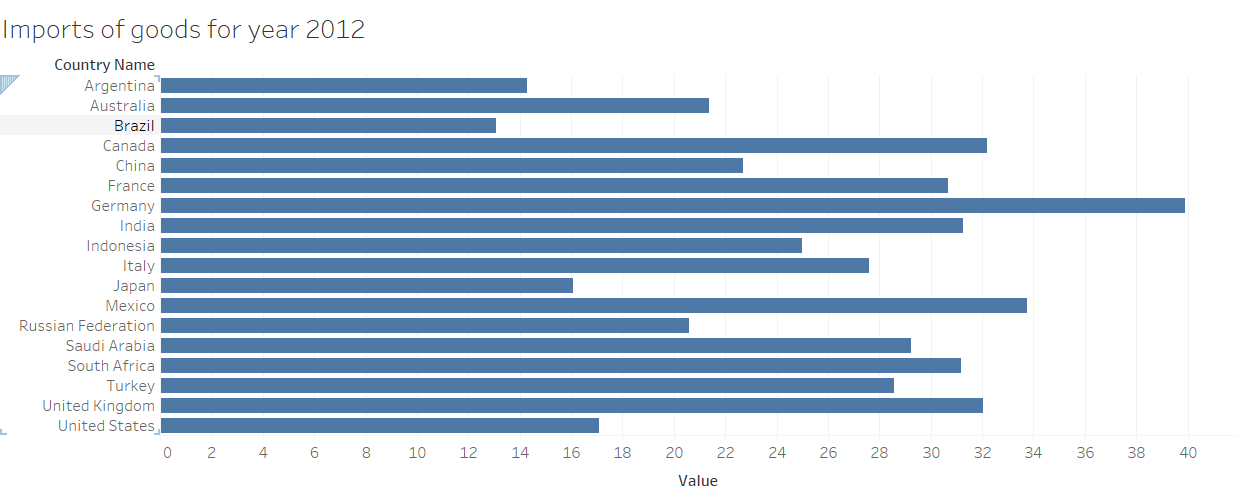 Imports of goods for year 2012
Country Name
Argentina
Australia
Brazil
Canada
China
France
Germany
India
Indonesia
Italy
Japan
Mexico
Russian Federation
Saudi Arabia
South Africa
Turkey
United Kingdom
United States
0 2 4 6 8 10 12 14 16 18 20 22 24 26 28 30 32 34 36 38 40
Value